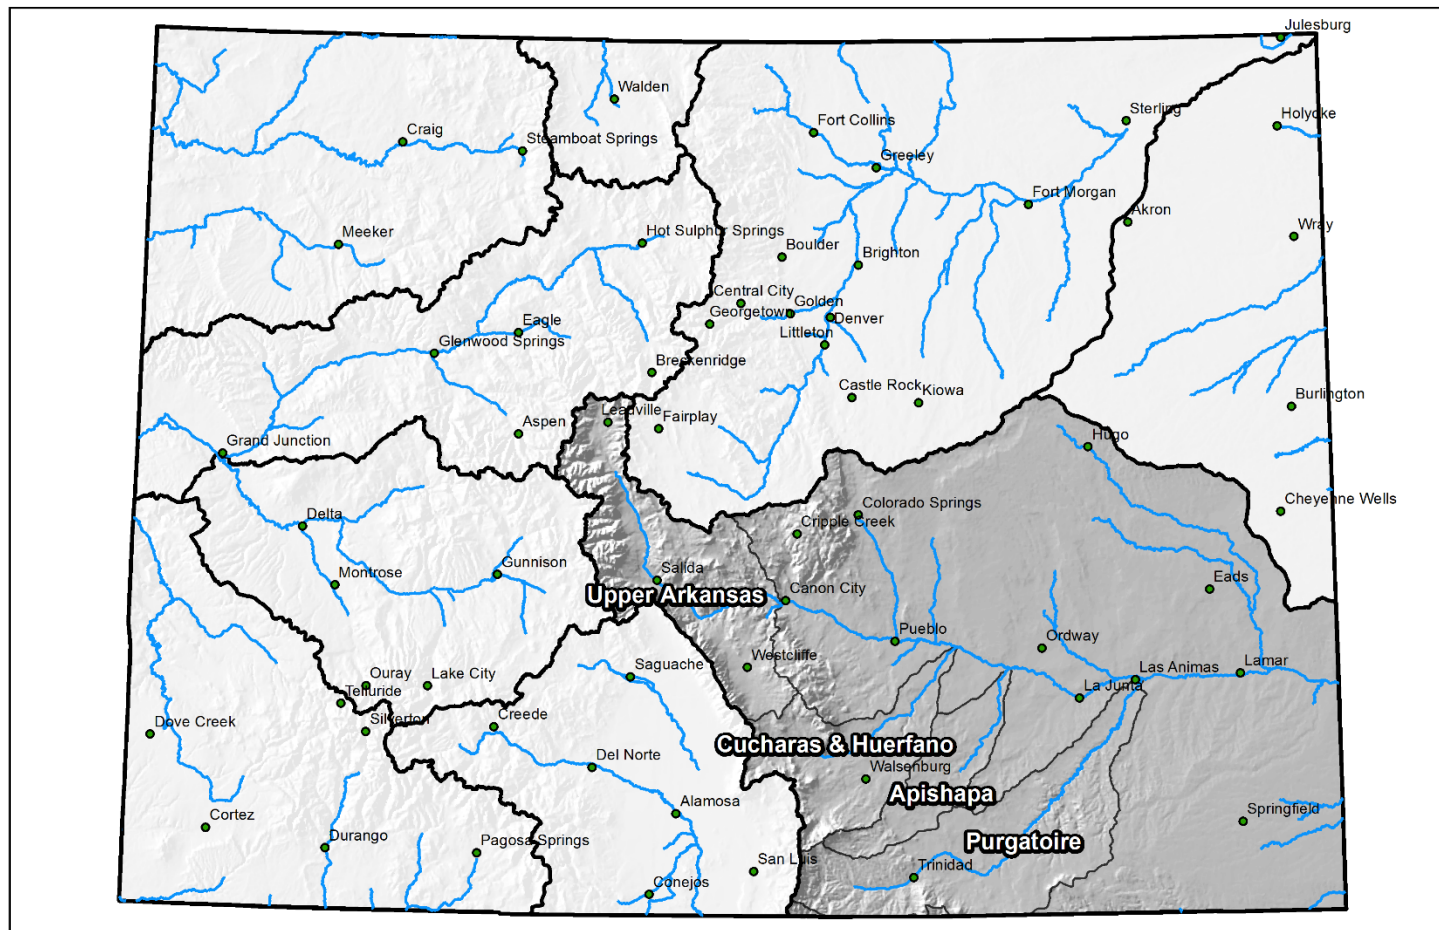 Julesburg
Walden
Sterling
Holyoke
Fort Collins
Craig
Steamboat Springs
Greeley
Fort Morgan
Akron
Wray
Meeker
Hot Sulphur Springs
Boulder
Brighton
Central City
Golden
Georgetown
Denver
Eagle
Littleton
Glenwood Springs
Breckenridge
Castle Rock
Kiowa
Burlington
Leadville
Fairplay
Aspen
Grand Junction
Hugo
Cheyenne Wells
Colorado Springs
Delta
Cripple Creek
Gunnison
Salida
Montrose
Eads
Upper Arkansas
Canon City
Pueblo
Ordway
Westcliffe
Saguache
Las Animas
Lamar
Ouray
Lake City
Telluride
La Junta
Dove Creek
Silverton
Creede
Cucharas & Huerfano
Del Norte
Walsenburg
Apishapa
Alamosa
Springfield
Cortez
Durango
Pagosa Springs
Purgatoire
San Luis
Trinidad
Conejos